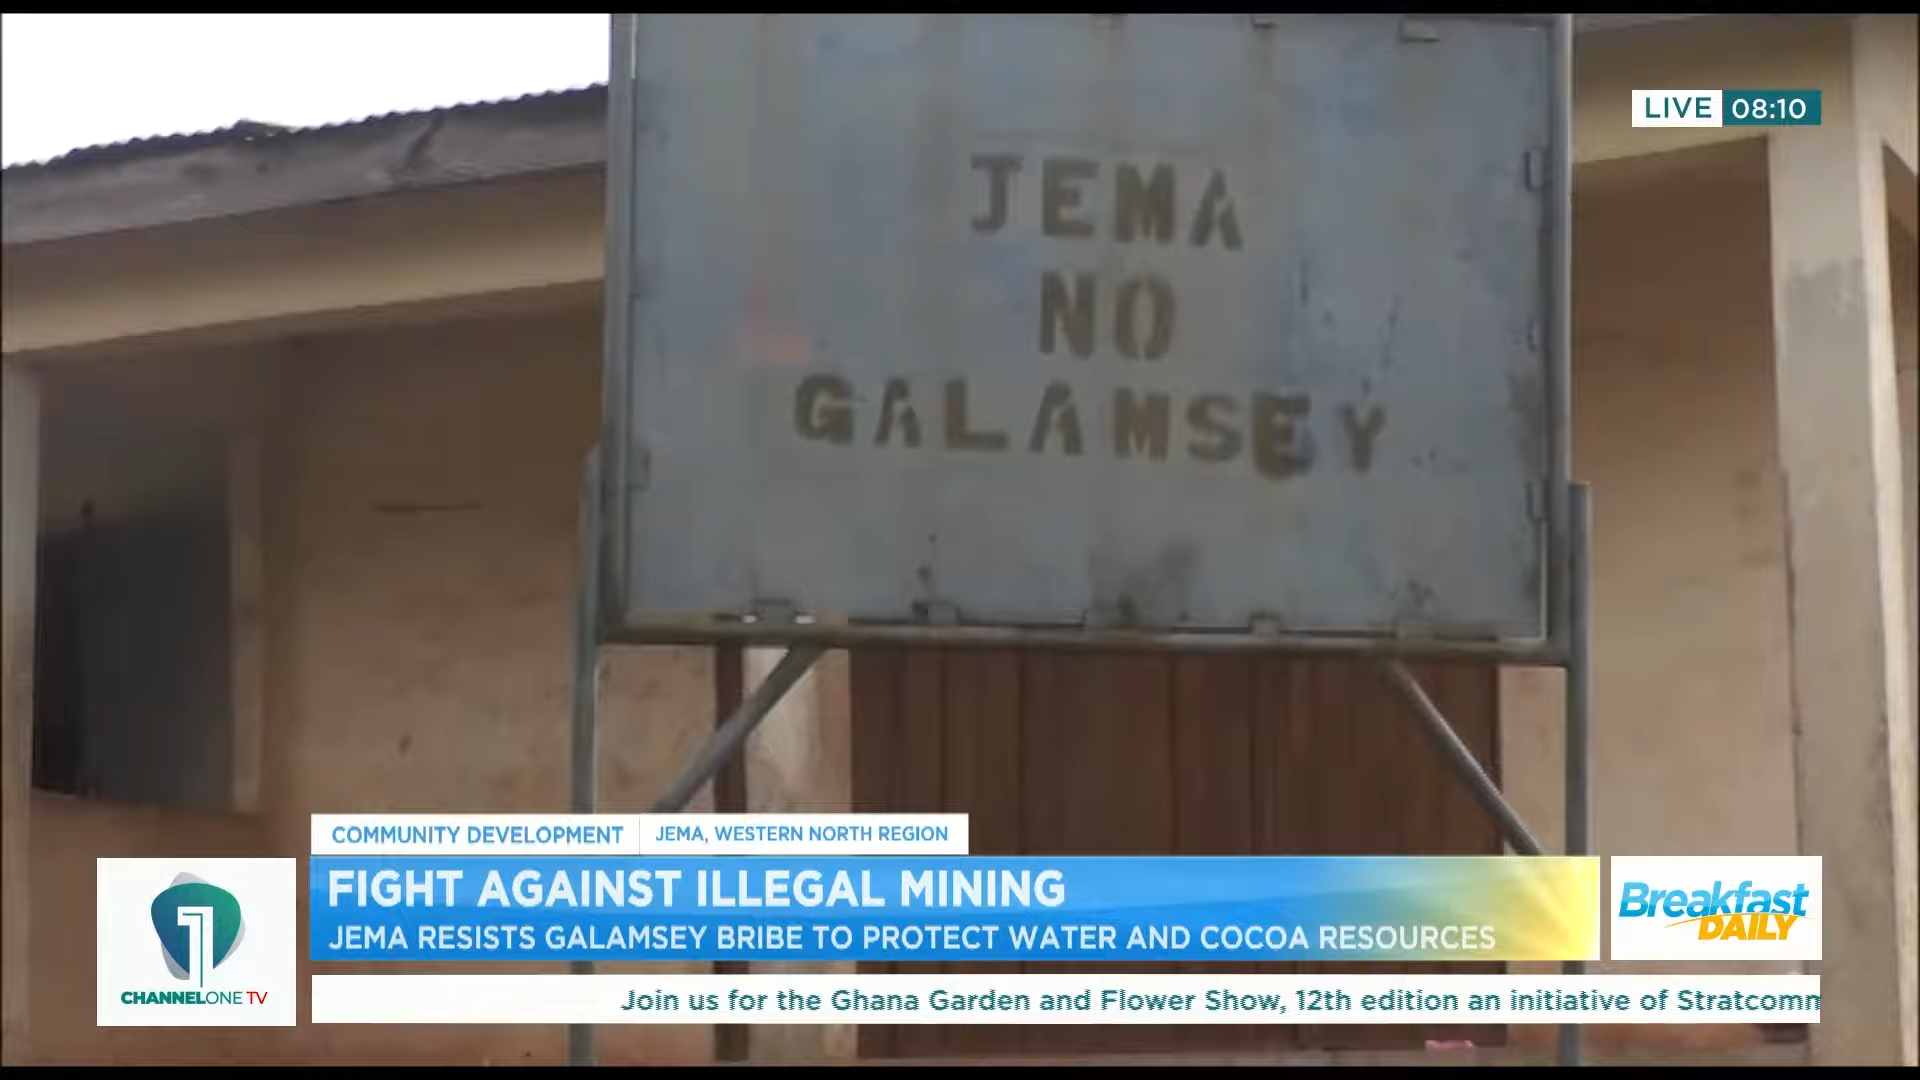 LIVE 08:10
JEMA
NO
GALAMSEY
COMMUNITY DEVELOPMENT JEMA, WESTERN NORTH REGION
FIGHT AGAINST ILLEGAL MINING
JEMA RESISTS GALAMSEY BRIBE TO PROTECT WATER AND COCOA RESOURCES
Breakfast
DAILY
1
CHANNELONE TV
Join us for the Ghana Garden and Flower Show, 12th edition an initiative of Stratcomm